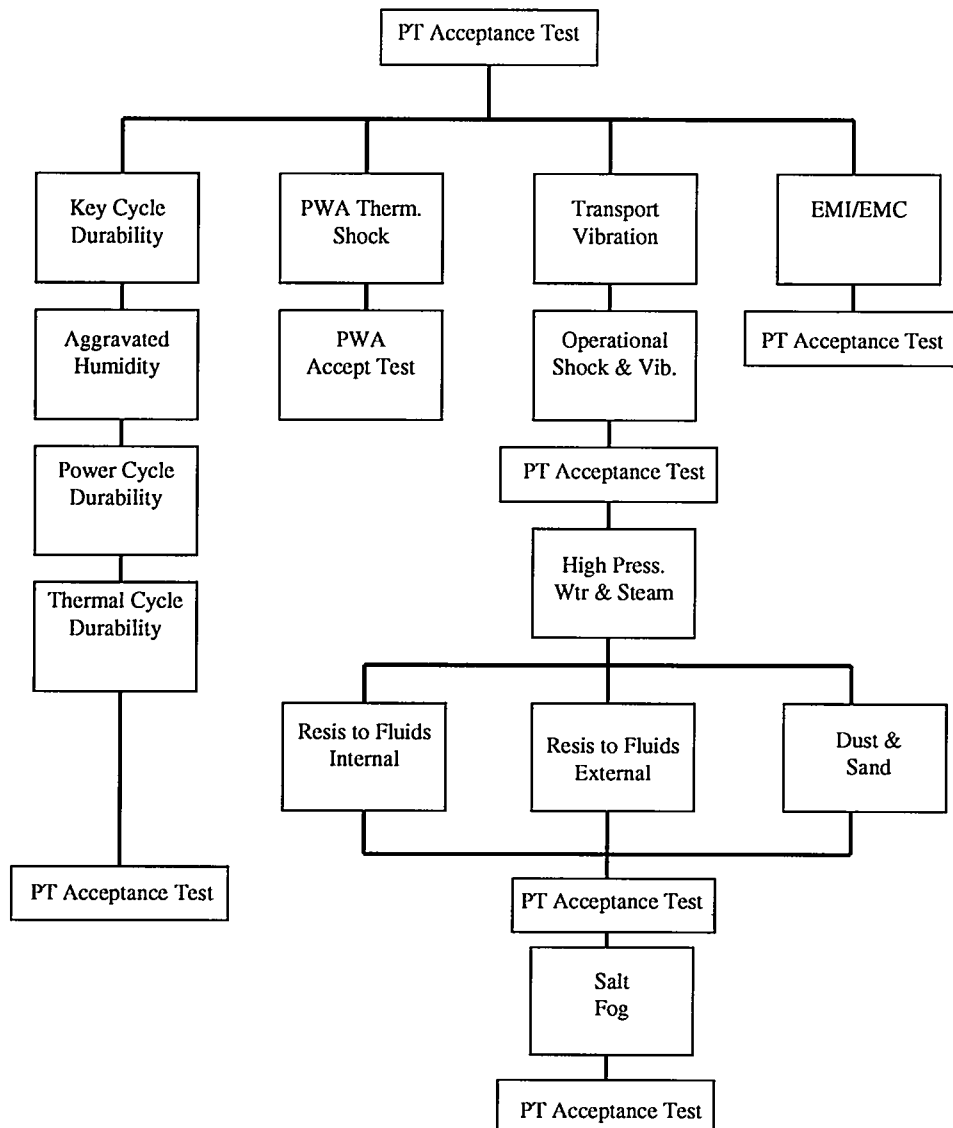 PT Acceptance Test
Key Cycle
Durability
PWA Therm.
Shock
Transport
Vibration
EMI/EMC
Aggravated
Humidity
PWA
Accept Test
Operational
Shock & Vib.
PT Acceptance Test
Power Cycle
Durability
PT Acceptance Test
High Press.
Wtr & Steam
Thermal Cycle
Durability
Resis to Fluids
Internal
Resis to Fluids
External
Dust &
Sand
PT Acceptance Test
PT Acceptance Test
Salt
Fog
PT Acceptance Test